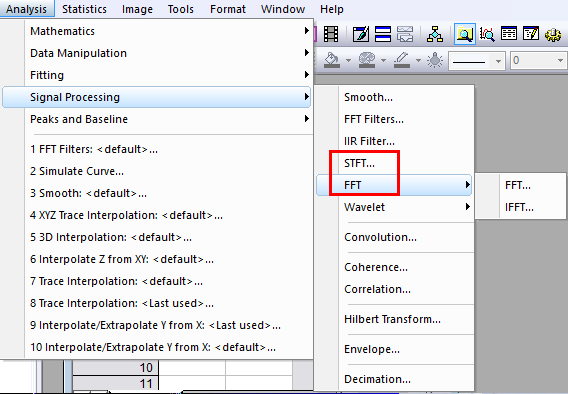 Analysis Statistics Image Tools Format Window Help
Mathematics
Data Manipulation
Fitting
Signal Processing
Peaks and Baseline
1 FFT Filters: <default>...
2 Simulate Curve...
3 Smooth: <default>...
4 XYZ Trace Interpolation: <default>...
5 3D Interpolation: <default>...
6 Interpolate Z from XY: <default>...
7 Trace Interpolation: <default>...
8 Trace Interpolation: <Last used>...
9 Interpolate/Extrapolate Y from X: <Last used>...
10 Interpolate/Extrapolate Y from X: <default>...
0
Smooth...
FFT Filters...
IIR Filter...
STFT...
FFT
Wavelet
Convolution...
Coherence...
Correlation...
Hilbert Transform...
Envelope...
Decimation...
FFT...
IFFT...
10
11